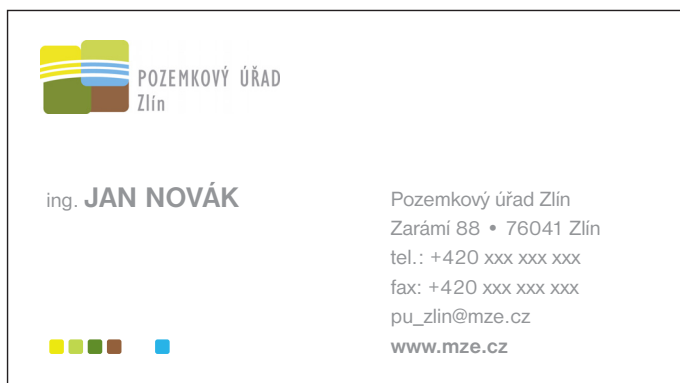 POZEMKOVÝ ÚŘAD
Zlín
ing. JAN NOVÁK
Pozemkový úřad Zlín
Zarámí 88 • 76041 Zlín
tel.: +420 xxx xxx xxx
fax: +420 xxx xxx xxx
pu_zlin@mze.cz
www.mze.cz